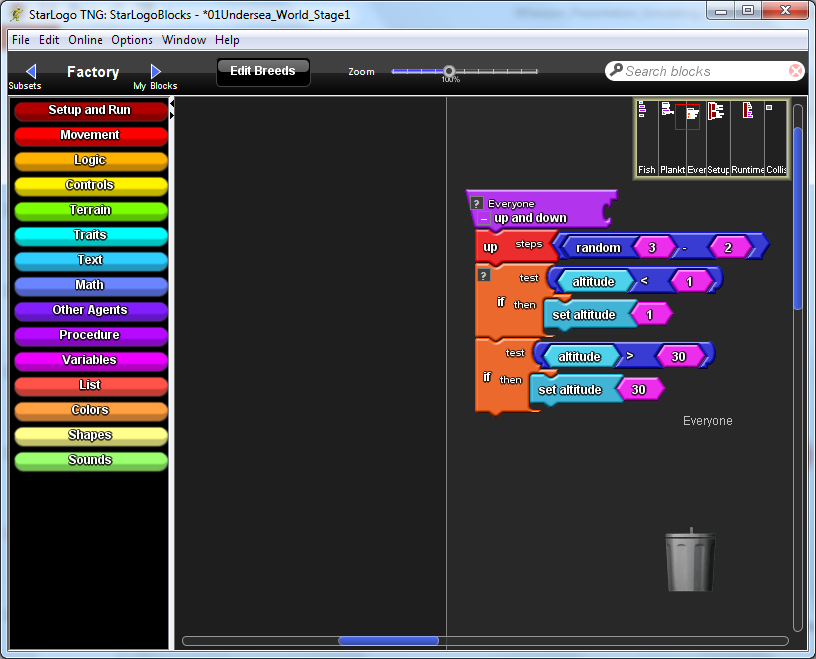 StarLogo TNG: StarLogoBlocks - *01Undersea_World_Stage1
File Edit Online Options Window Help
Subsets
Factory
My Blocks
Edit Breeds
Zoom
100%
Search blocks
Setup and Run
Movement
Logic
Controls
Terrain
Traits
Text
Math
Other Agents
Procedure
Variables
List
Colors
Shapes
Sounds
Fish Plankt Ever Setup Runtime Collis
? Everyone
– up and down
up steps random 3 - 2
? test altitude < 1
if then set altitude 1
test altitude > 30
if then set altitude 30
Everyone